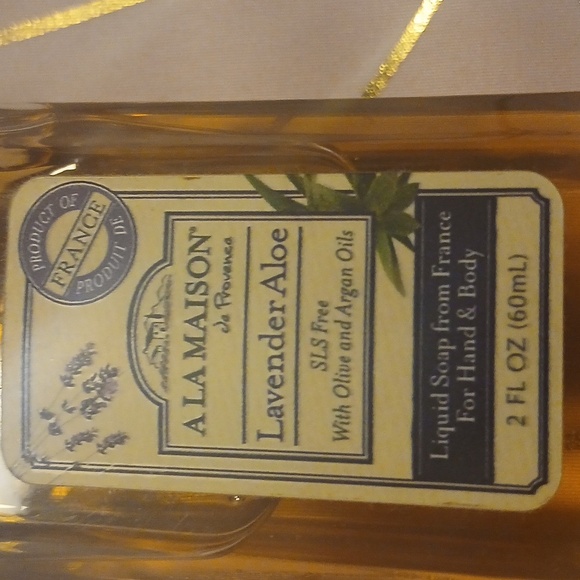 PRODUCT OF
FRANCE
PRODUIT DE
A LA MAISON®
de Provence
Lavender Aloe
SLS Free
With Olive and Argan Oils
Liquid Soap from France
For Hand & Body
2 FL OZ (60mL)